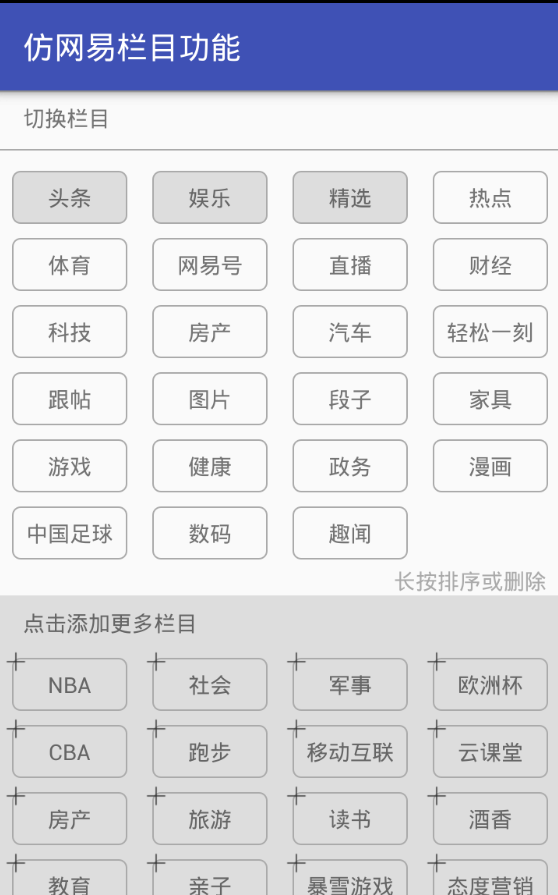 仿网易栏目功能
切换栏目
头条 娱乐 精选 热点
体育 网易号 直播 财经
科技 房产 汽车 轻松一刻
跟帖 图片 段子 家具
游戏 健康 政务 漫画
中国足球 数码 趣闻
长按排序或删除
点击添加更多栏目
NBA 社会 军事 欧洲杯
CBA 跑步 移动互联 云课堂
房产 旅游 读书 酒香
教育 亲子 暴雪游戏 态度营销